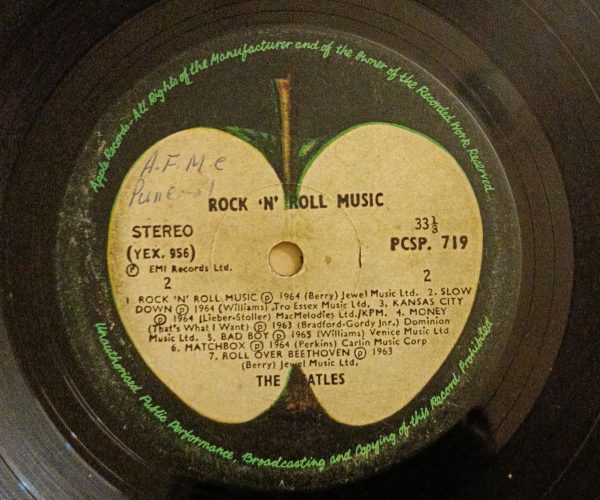 Apple Records. All Rights of the Manufacturer and of the Owner of the Recorded Work Reserved
A.F.M.C
Pune-1
ROCK 'N' ROLL MUSIC
STEREO
33⅓
(YEX. 956)
PCSP. 719
Ⓟ EMI Records Ltd.
2
2
1 ROCK 'N' ROLL MUSIC ⓟ 1964 (Berry) Jewel Music Ltd. 2. SLOW
DOWN ⓟ 1964 (Williams) Tro Essex Music Ltd. 3. KANSAS CITY
ⓟ 1964 (Lieber-Stoller) MacMelodies Ltd./KPM. 4. MONEY
(That's What I Want) ⓟ 1963 (Bradford-Gordy Jnr.) Dominion
Music Ltd. 5. BAD BOY ⓟ 1965 (Williams) Venice Music Ltd
6. MATCHBOX ⓟ 1964 (Perkins) Carlin Music Corp
7. ROLL OVER BEETHOVEN ⓟ 1963
(Berry) Jewel Music Ltd.
THE BEATLES
Unauthorised Public Performance, Broadcasting and Copying of this Record Prohibited